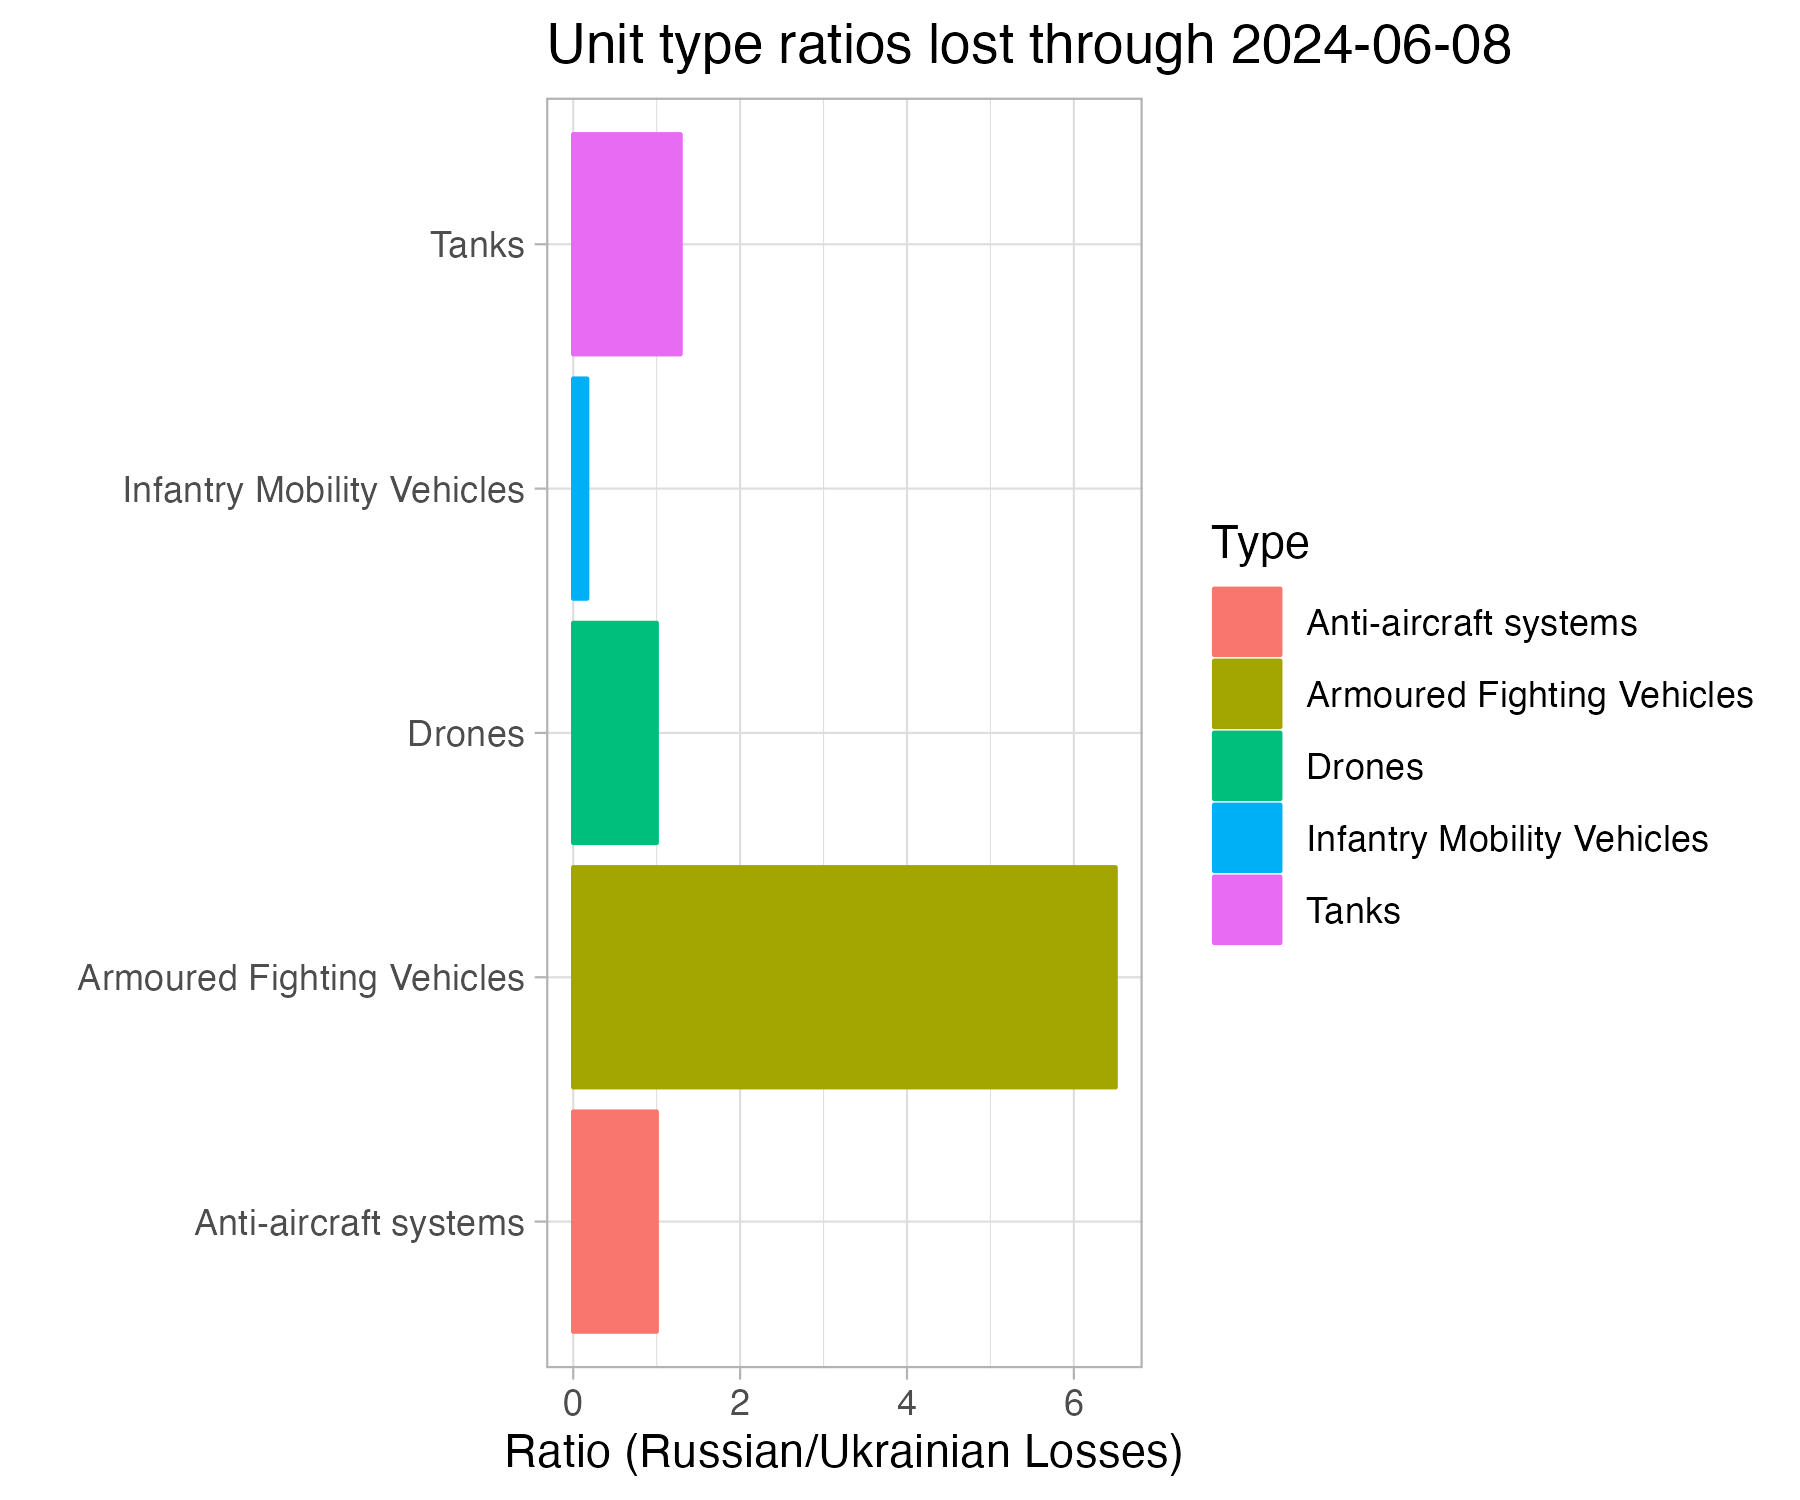 Unit type ratios lost through 2024-06-08
Tanks
Infantry Mobility Vehicles
Drones
Armoured Fighting Vehicles
Anti-aircraft systems
0 2 4 6
Ratio (Russian/Ukrainian Losses)
Type
Anti-aircraft systems
Armoured Fighting Vehicles
Drones
Infantry Mobility Vehicles
Tanks